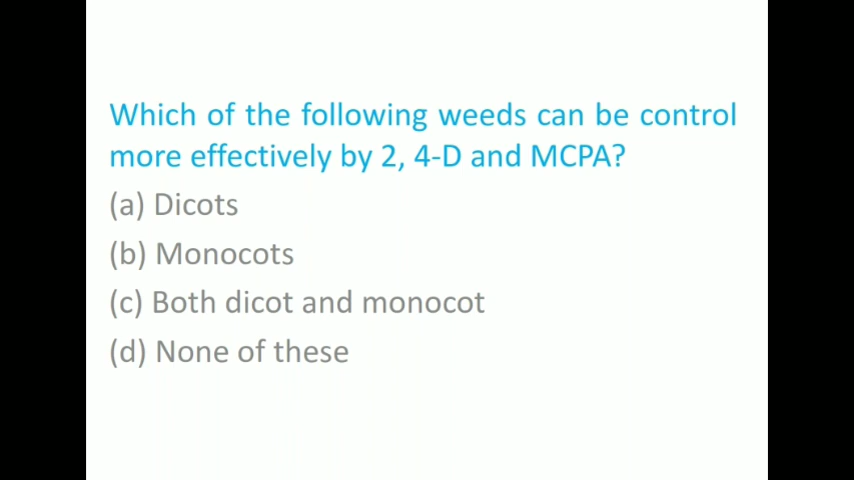 Which of the following weeds can be control
more effectively by 2, 4-D and MCPA?
(a) Dicots
(b) Monocots
(c) Both dicot and monocot
(d) None of these